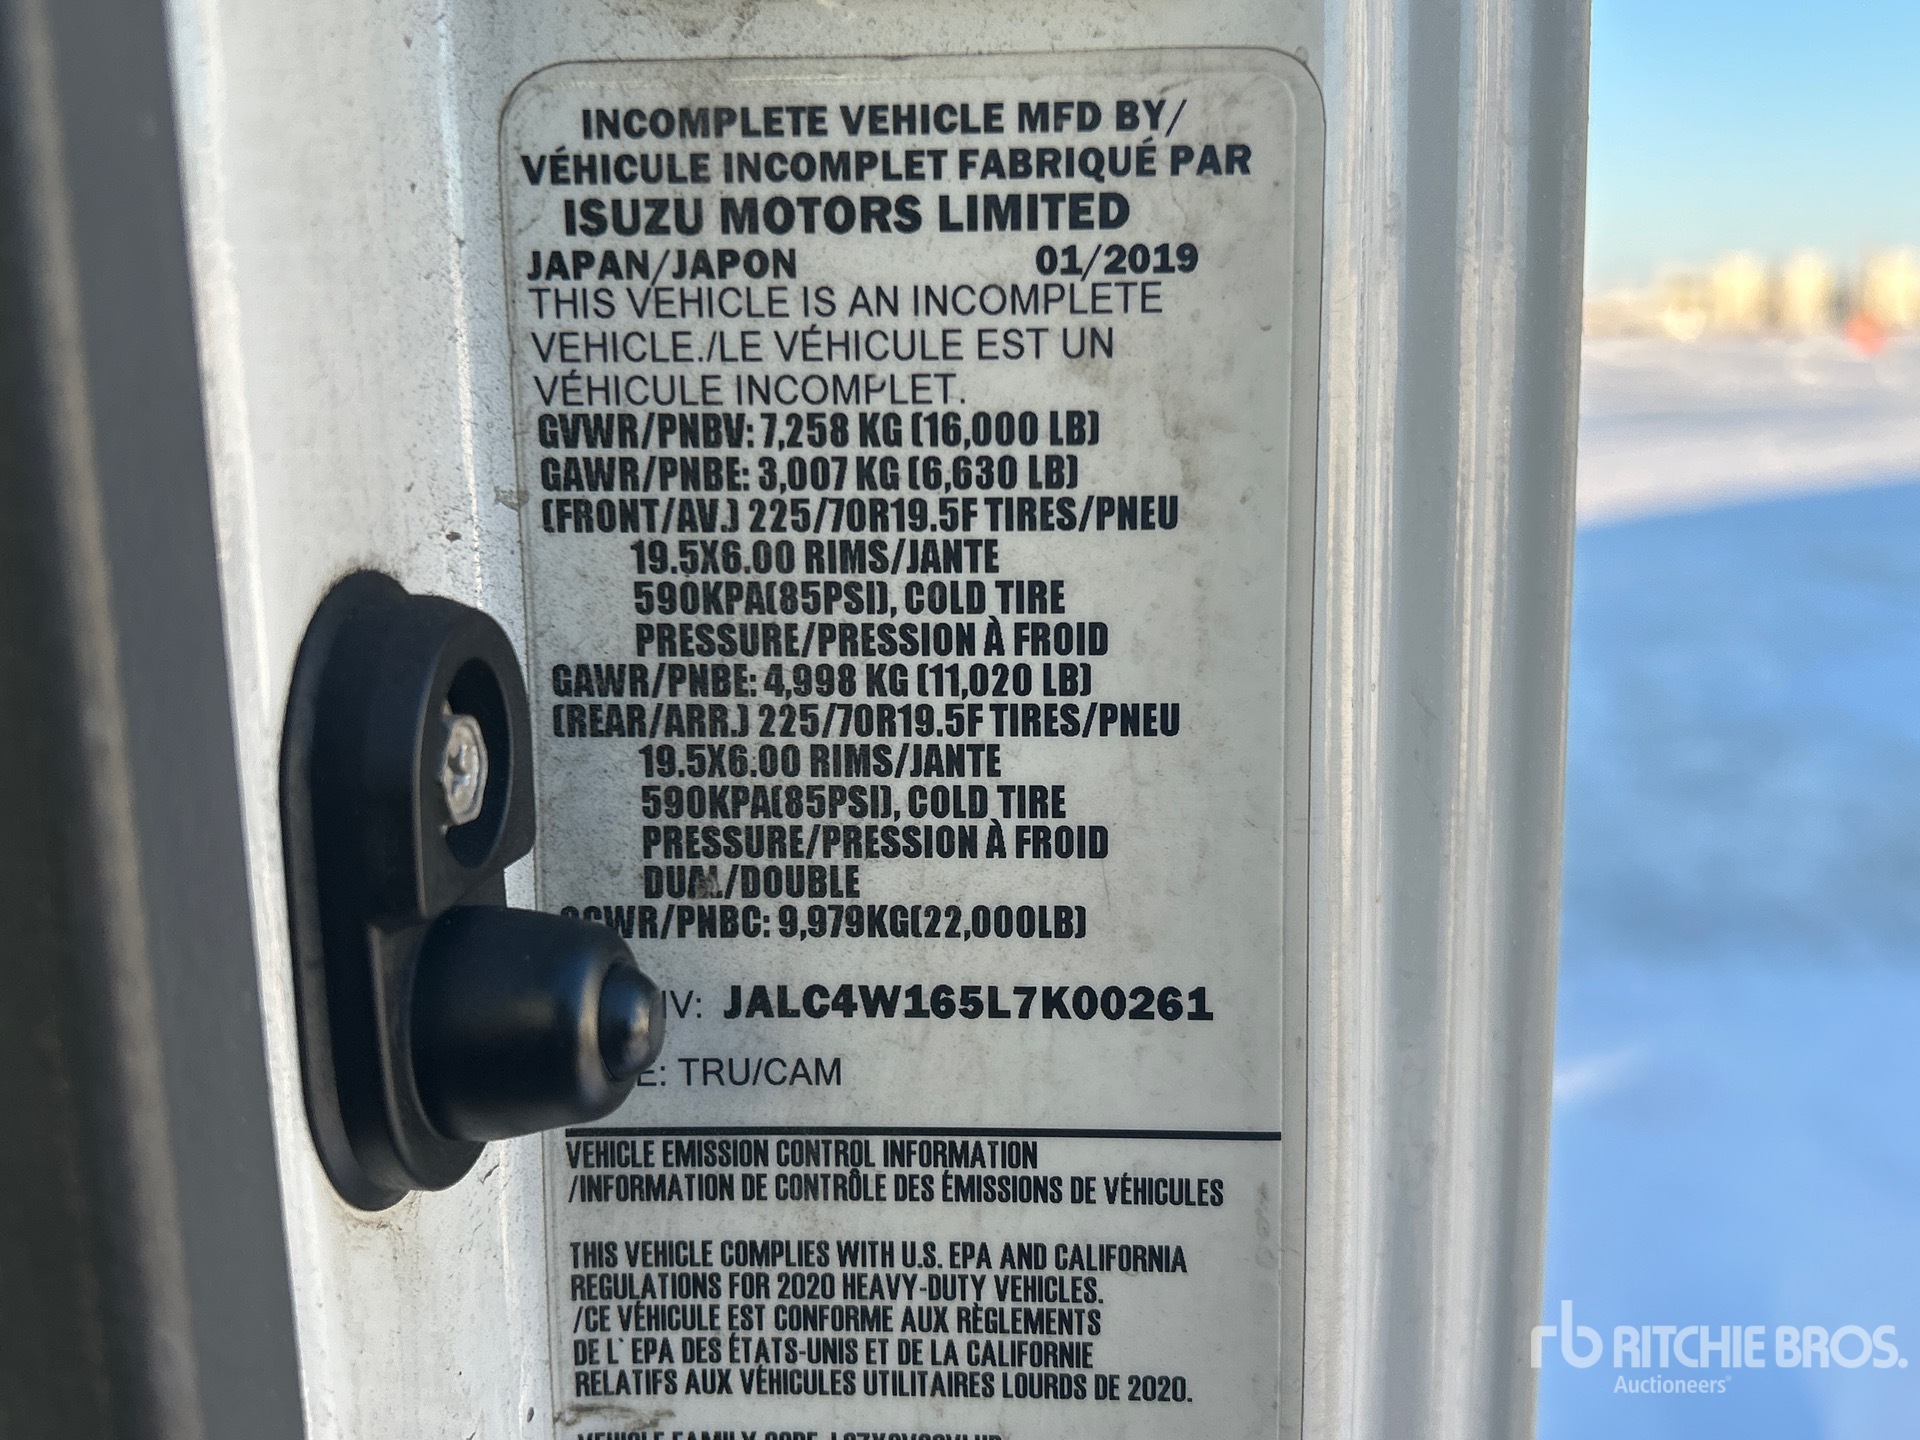 INCOMPLETE VEHICLE MFD BY/
VÉHICULE INCOMPLET FABRIQUÉ PAR
ISUZU MOTORS LIMITED
JAPAN/JAPON 01/2019
THIS VEHICLE IS AN INCOMPLETE
VEHICLE./LE VÉHICULE EST UN
VÉHICULE INCOMPLET.
GVWR/PNBV: 7,258 KG (16,000 LB)
GAWR/PNBE: 3,007 KG (6,630 LB)
(FRONT/AV.) 225/70R19.5F TIRES/PNEU
19.5X6.00 RIMS/JANTE
590KPA(85PSI), COLD TIRE
PRESSURE/PRESSION À FROID
GAWR/PNBE: 4,998 KG (11,020 LB)
(REAR/ARR.) 225/70R19.5F TIRES/PNEU
19.5X6.00 RIMS/JANTE
590KPA(85PSI), COLD TIRE
PRESSURE/PRESSION À FROID
DUAL/DOUBLE
GCWR/PNBC: 9,979KG(22,000LB)
IV: JALC4W165L7K00261
E: TRU/CAM
VEHICLE EMISSION CONTROL INFORMATION
/INFORMATION DE CONTRÔLE DES ÉMISSIONS DE VÉHICULES
THIS VEHICLE COMPLIES WITH U.S. EPA AND CALIFORNIA
REGULATIONS FOR 2020 HEAVY-DUTY VEHICLES.
/CE VÉHICULE EST CONFORME AUX RÈGLEMENTS
DE L' EPA DES ÉTATS-UNIS ET DE LA CALIFORNIE
RELATIFS AUX VÉHICULES UTILITAIRES LOURDS DE 2020.
VEHICLE FAMILY CODE
rb RITCHIE BROS.
Auctioneers